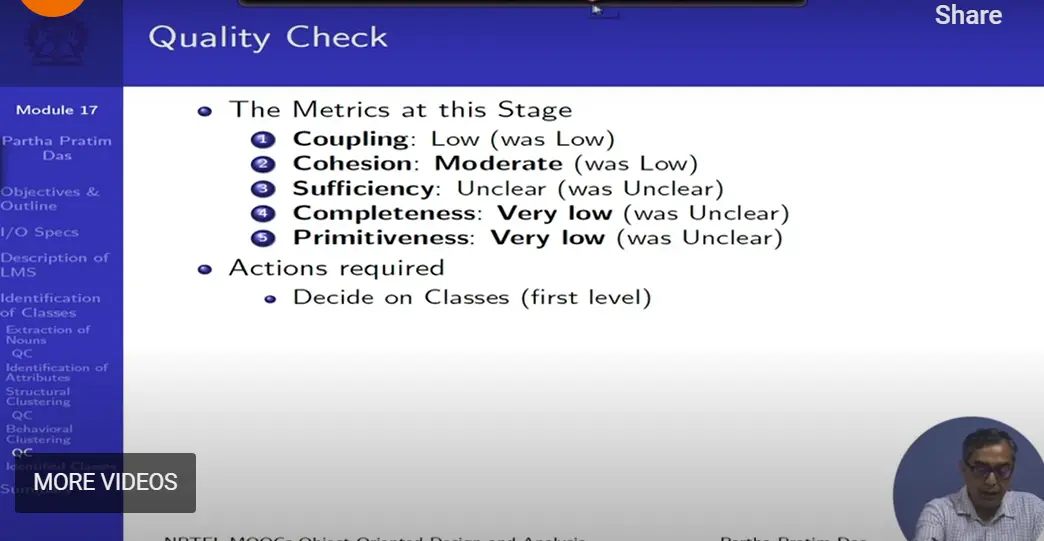 Share
Quality Check
Module 17
Partha Pratim
Das
Objectives &
Outline
I/O Specs
Description of
LMS
Identification
of Classes
Extraction of
Nouns
QC
Identification of
Attributes
Structural
Clustering
QC
Behavioral
Clustering
QC
Identified Classes
MORE VIDEOS
The Metrics at this Stage
1 Coupling: Low (was Low)
2 Cohesion: Moderate (was Low)
3 Sufficiency: Unclear (was Unclear)
4 Completeness: Very low (was Unclear)
5 Primitiveness: Very low (was Unclear)
Actions required
Decide on Classes (first level)
NPTEL MOOCs Object Oriented Design and Analysis
Partha Pratim Das